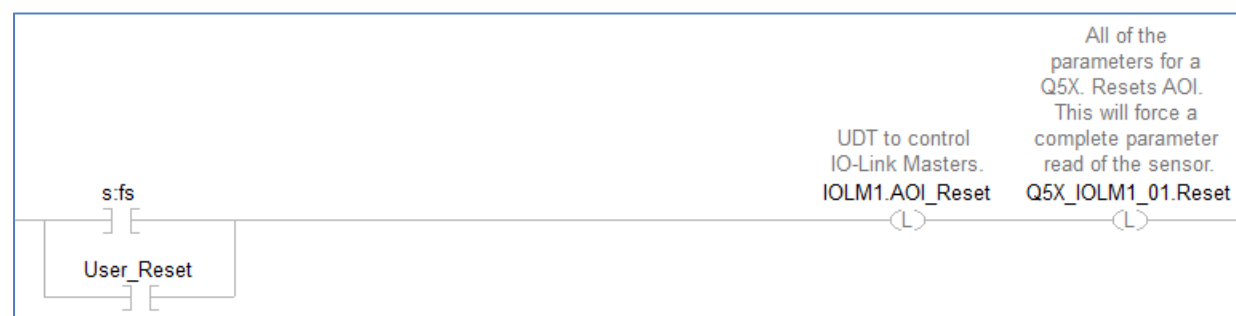 All of the
parameters for a
Q5X. Resets AOI.
This will force a
UDT to control
complete parameter
IO-Link Masters.
read of the sensor.
s:fs
IOLM1.AOI_Reset
Q5X_IOLM1_01.Reset
L
L
User_Reset